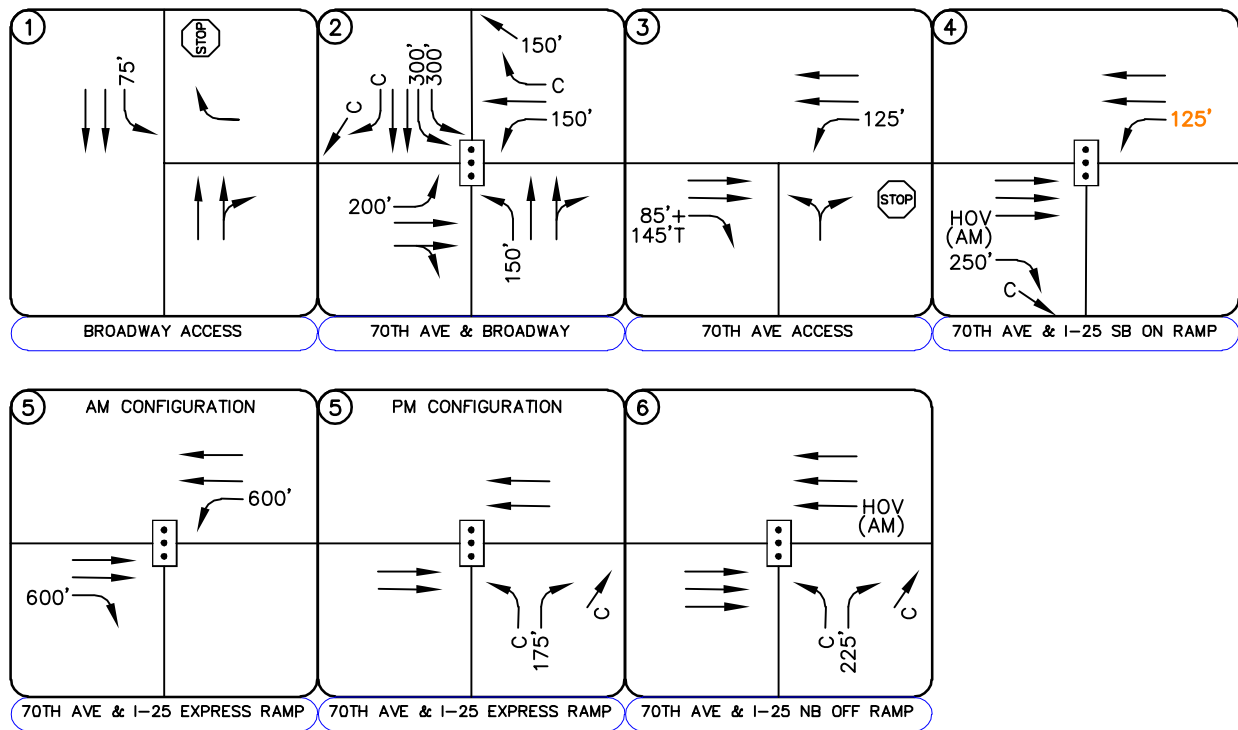 1
STOP
75'
BROADWAY ACCESS
2
C
C
300'
300'
150'
C
150'
200'
150'
70TH AVE & BROADWAY
3
125'
85'+
145'T
STOP
70TH AVE ACCESS
4
125'
HOV
(AM)
250'
C
70TH AVE & I-25 SB ON RAMP
5
AM CONFIGURATION
600'
600'
70TH AVE & I-25 EXPRESS RAMP
5
PM CONFIGURATION
C
175'
C
70TH AVE & I-25 EXPRESS RAMP
6
HOV
(AM)
C
225'
C
70TH AVE & I-25 NB OFF RAMP